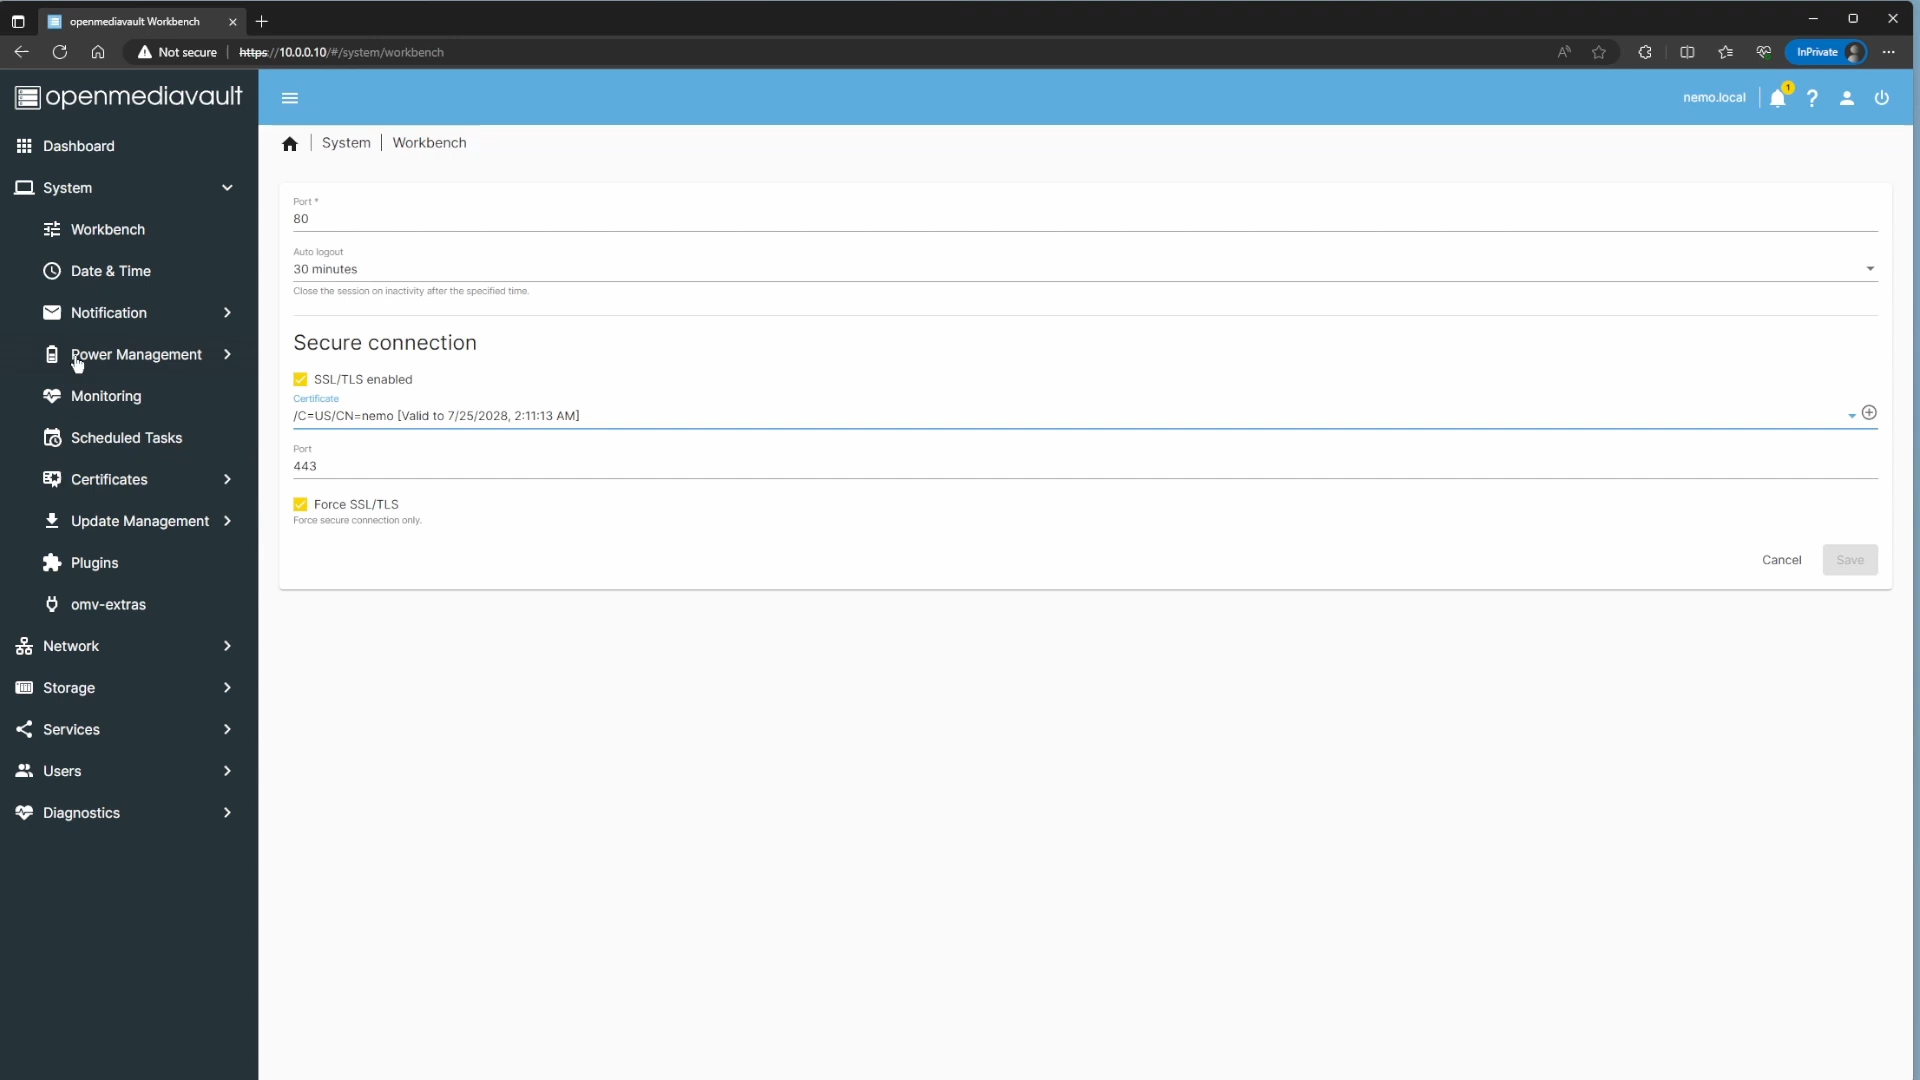 openmediavault Workbench
Not secure
https://10.0.0.10/#/system/workbench
InPrivate
openmediavault
nemo.local
1
Dashboard
System
Workbench
Date & Time
Notification
Power Management
Monitoring
Scheduled Tasks
Certificates
Update Management
Plugins
omv-extras
Network
Storage
Services
Users
Diagnostics
System | Workbench
Port *
80
Auto logout
30 minutes
Close the session on inactivity after the specified time.
Secure connection
SSL/TLS enabled
Certificate
/C=US/CN=nemo [Valid to 7/25/2028, 2:11:13 AM]
Port
443
Force SSL/TLS
Force secure connection only.
Cancel
Save